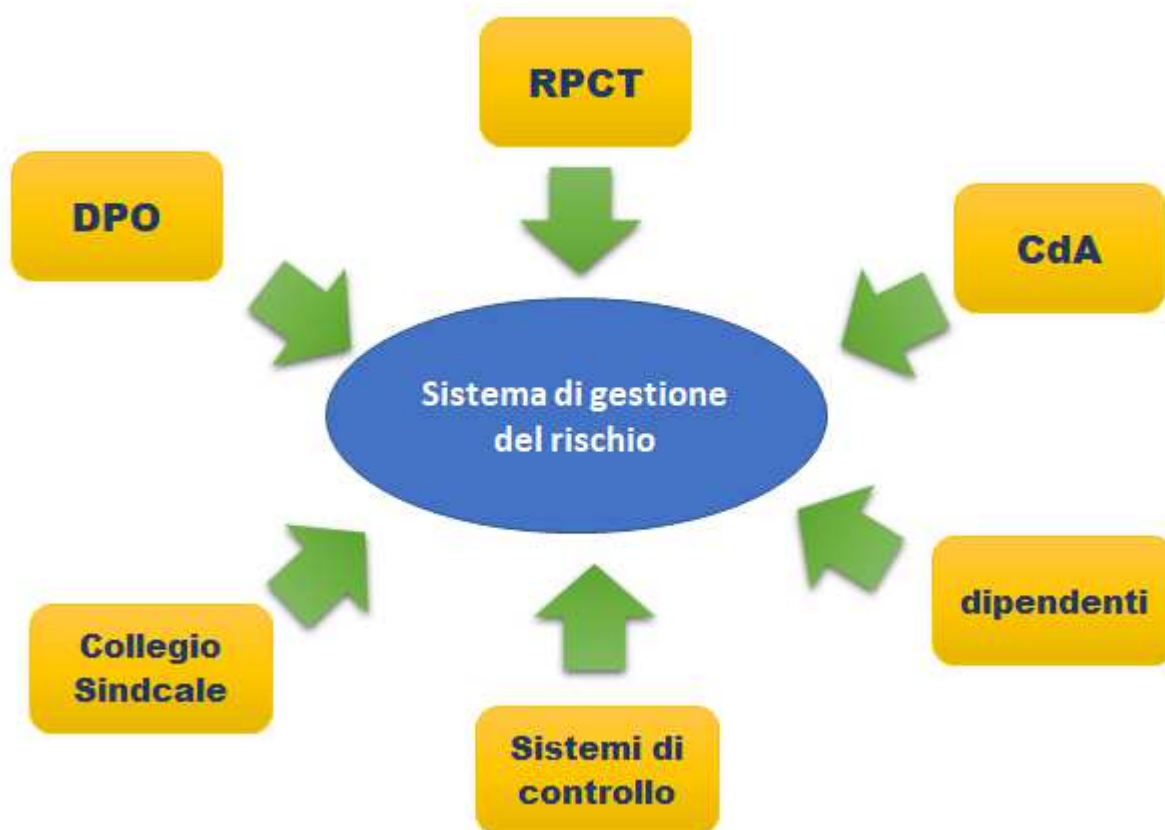 RPCT
DPO
CdA
Sistema di gestione
del rischio
dipendenti
Collegio
Sindcale
Sistemi di
controllo